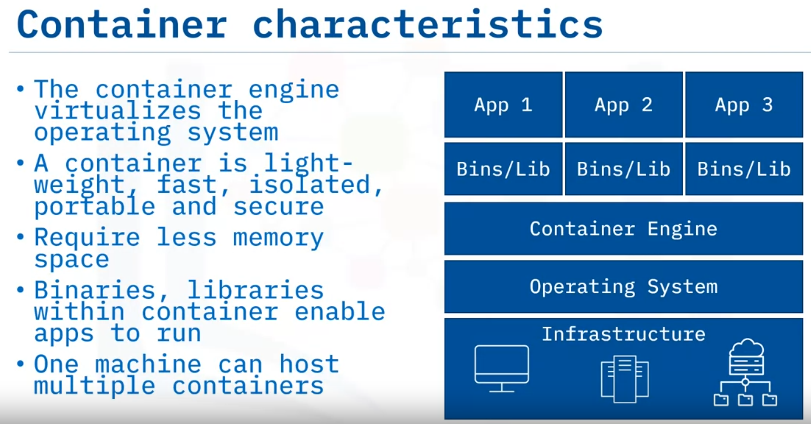 Container characteristics
• The container engine
virtualizes the
operating system
• A container is light-
weight, fast, isolated,
portable and secure
• Require less memory
space
• Binaries, libraries
within container enable
apps to run
• One machine can host
multiple containers
App 1 App 2 App 3
Bins/Lib Bins/Lib Bins/Lib
Container Engine
Operating System
Infrastructure